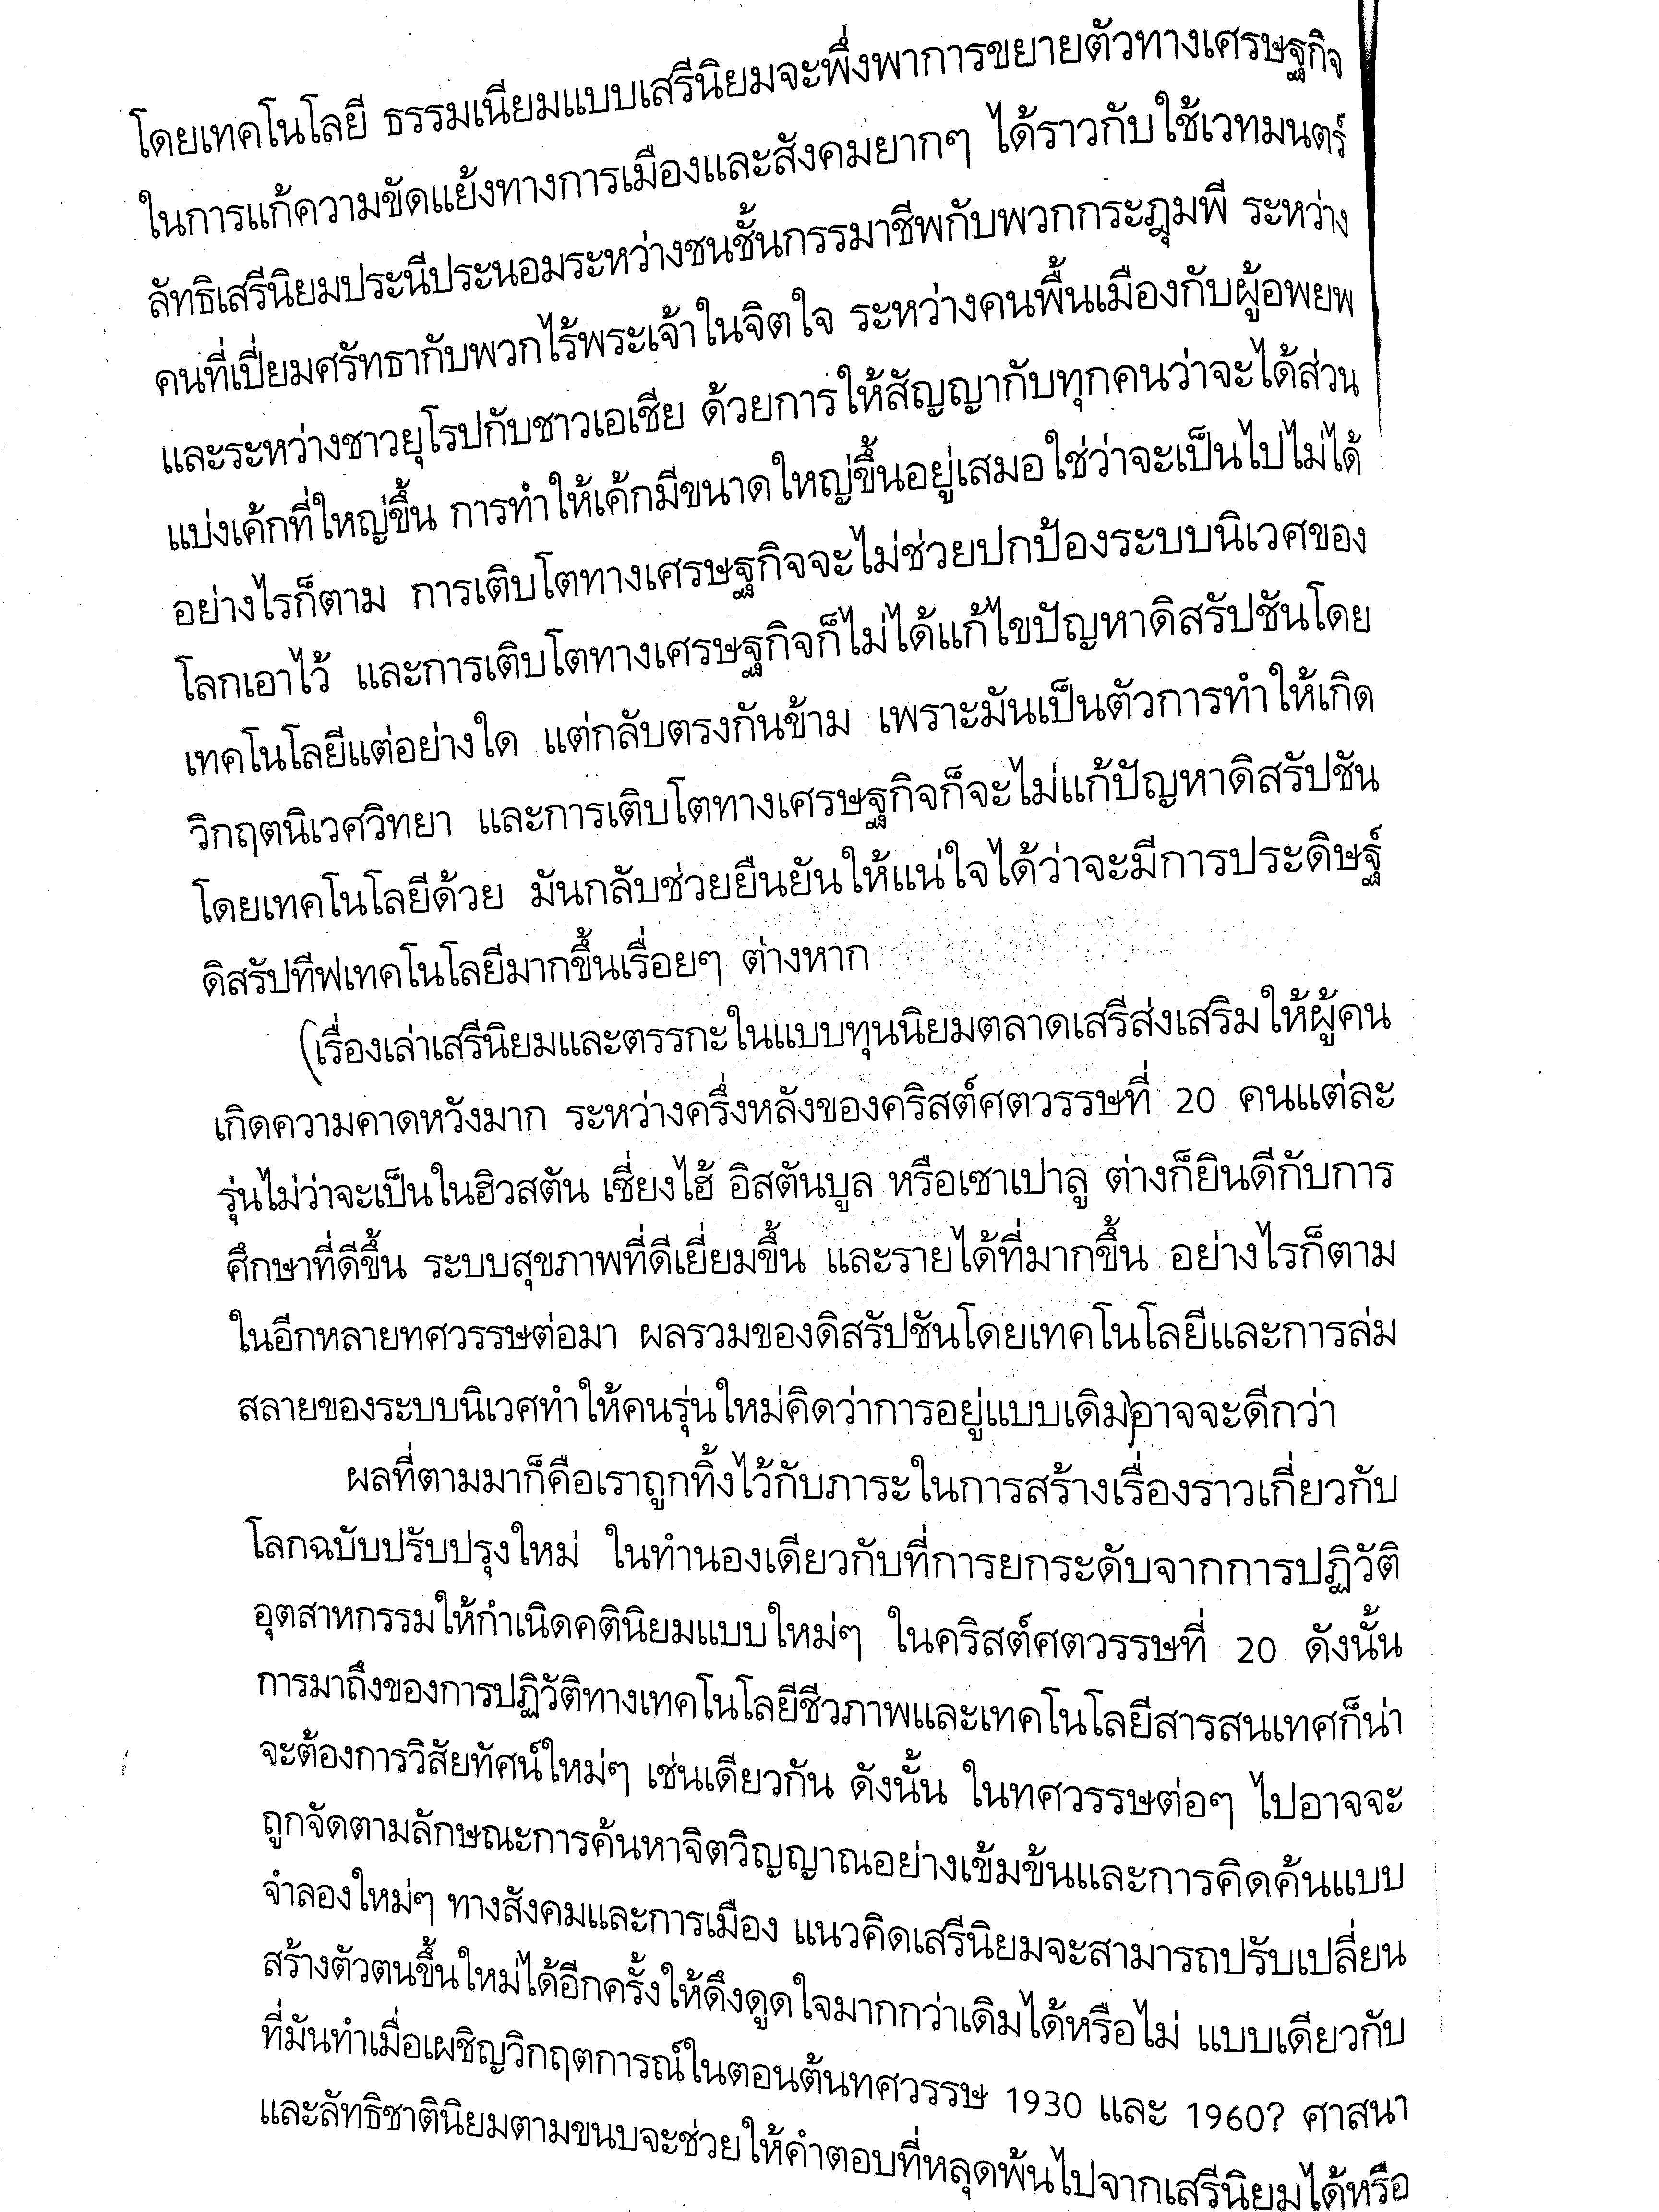 โดยเทคโนโลยี ธรรมเนียมแบบเสรีนิยมจะพึ่งพาการขยายตัวทางเศรษฐกิจ
ในการแก้ความขัดแย้งทางการเมืองและสังคมยากๆ ได้ราวกับใช้เวทมนตร์
ลัทธิเสรีนิยมประนีประนอมระหว่างชนชั้นกรรมาชีพกับพวกกระฎุมพี ระหว่าง
คนที่เปี่ยมศรัทธากับพวกไร้พระเจ้าในจิตใจ ระหว่างคนพื้นเมืองกับผู้อพยพ
และระหว่างชาวยุโรปกับชาวเอเชีย ด้วยการให้สัญญากับทุกคนว่าจะได้ส่วน
แบ่งเค้กที่ใหญ่ขึ้น การทำให้เค้กมีขนาดใหญ่ขึ้นอยู่เสมอใช่ว่าจะเป็นไปไม่ได้
อย่างไรก็ตาม การเติบโตทางเศรษฐกิจจะไม่ช่วยปกป้องระบบนิเวศของ
โลกเอาไว้ และการเติบโตทางเศรษฐกิจก็ไม่ได้แก้ไขปัญหาดิสรัปชันโดย
เทคโนโลยีแต่อย่างใด แต่กลับตรงกันข้าม เพราะมันเป็นตัวการทำให้เกิด
วิกฤตนิเวศวิทยา และการเติบโตทางเศรษฐกิจก็จะไม่แก้ปัญหาดิสรัปชัน
โดยเทคโนโลยีด้วย มันกลับช่วยยืนยันให้แน่ใจได้ว่าจะมีการประดิษฐ์
ดิสรัปทีฟเทคโนโลยีมากขึ้นเรื่อยๆ ต่างหาก
(เรื่องเล่าเสรีนิยมและตรรกะในแบบทุนนิยมตลาดเสรีส่งเสริมให้ผู้คน
เกิดความคาดหวังมาก ระหว่างครึ่งหลังของคริสต์ศตวรรษที่ 20 คนแต่ละ
รุ่นไม่ว่าจะเป็นในฮิวสตัน เซี่ยงไฮ้ อิสตันบูล หรือเซาเปาลู ต่างก็ยินดีกับการ
ศึกษาที่ดีขึ้น ระบบสุขภาพที่ดีเยี่ยมขึ้น และรายได้ที่มากขึ้น อย่างไรก็ตาม
ในอีกหลายทศวรรษต่อมา ผลรวมของดิสรัปชันโดยเทคโนโลยีและการล่ม
สลายของระบบนิเวศทำให้คนรุ่นใหม่คิดว่าการอยู่แบบเดิม)อาจจะดีกว่า
ผลที่ตามมาก็คือเราถูกทิ้งไว้กับภาระในการสร้างเรื่องราวเกี่ยวกับ
โลกฉบับปรับปรุงใหม่ ในทำนองเดียวกับที่การยกระดับจากการปฏิวัติ
อุตสาหกรรมให้กำเนิดคตินิยมแบบใหม่ๆ ในคริสต์ศตวรรษที่ 20 ดังนั้น
การมาถึงของการปฏิวัติทางเทคโนโลยีชีวภาพและเทคโนโลยีสารสนเทศก็น่า
จะต้องการวิสัยทัศน์ใหม่ๆ เช่นเดียวกัน ดังนั้น ในทศวรรษต่อๆ ไปอาจจะ
ถูกจัดตามลักษณะการค้นหาจิตวิญญาณอย่างเข้มข้นและการคิดค้นแบบ
จำลองใหม่ๆ ทางสังคมและการเมือง แนวคิดเสรีนิยมจะสามารถปรับเปลี่ยน
สร้างตัวตนขึ้นใหม่ได้อีกครั้งให้ดึงดูดใจมากกว่าเดิมได้หรือไม่ แบบเดียวกับ
ที่มันทำเมื่อเผชิญวิกฤตการณ์ในตอนต้นทศวรรษ 1930 และ 1960? ศาสนา
และลัทธิชาตินิยมตามขนบจะช่วยให้คำตอบที่หลุดพ้นไปจากเสรีนิยมได้หรือ